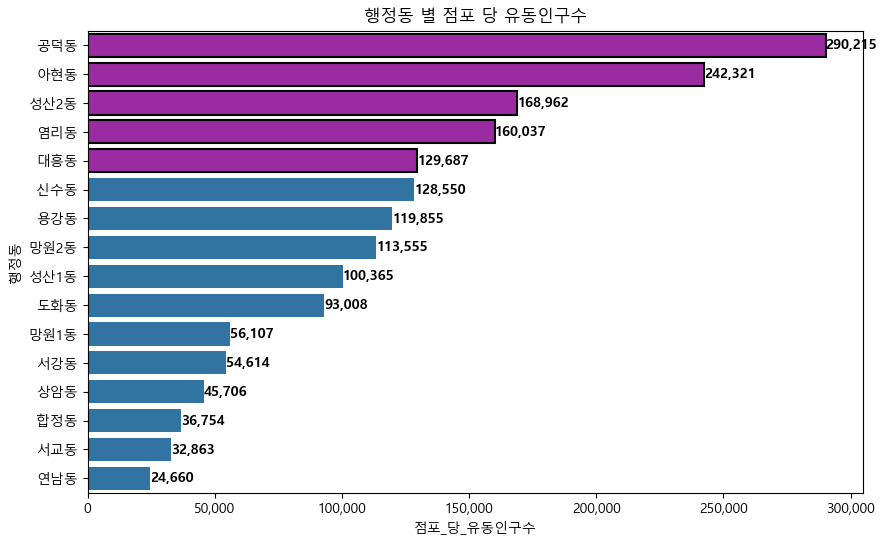 행정동 별 점포 당 유동인구수
행정동
공덕동 290,215
아현동 242,321
성산2동 168,962
염리동 160,037
대흥동 129,687
신수동 128,550
용강동 119,855
망원2동 113,555
성산1동 100,365
도화동 93,008
망원1동 56,107
서강동 54,614
상암동 45,706
합정동 36,754
서교동 32,863
연남동 24,660
0 50,000 100,000 150,000 200,000 250,000 300,000
점포_당_유동인구수